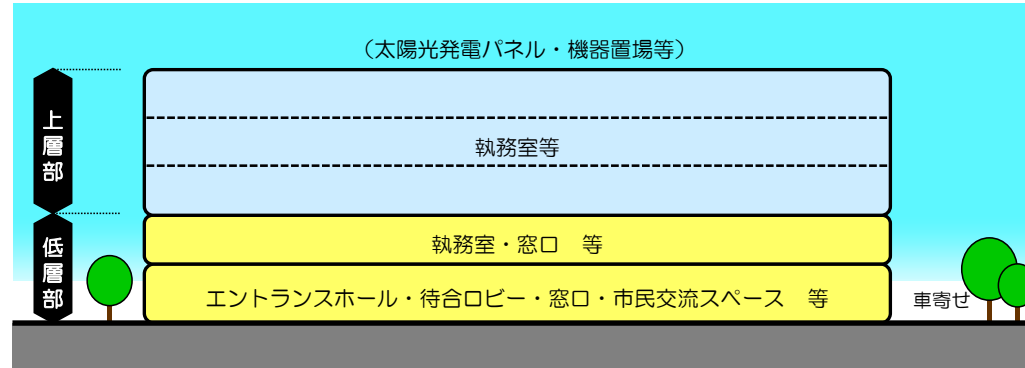 （太陽光発電パネル・機器置場等）
上層部
執務室等
低層部
執務室・窓口　等
エントランスホール・待合ロビー・窓口・市民交流スペース　等
車寄せ